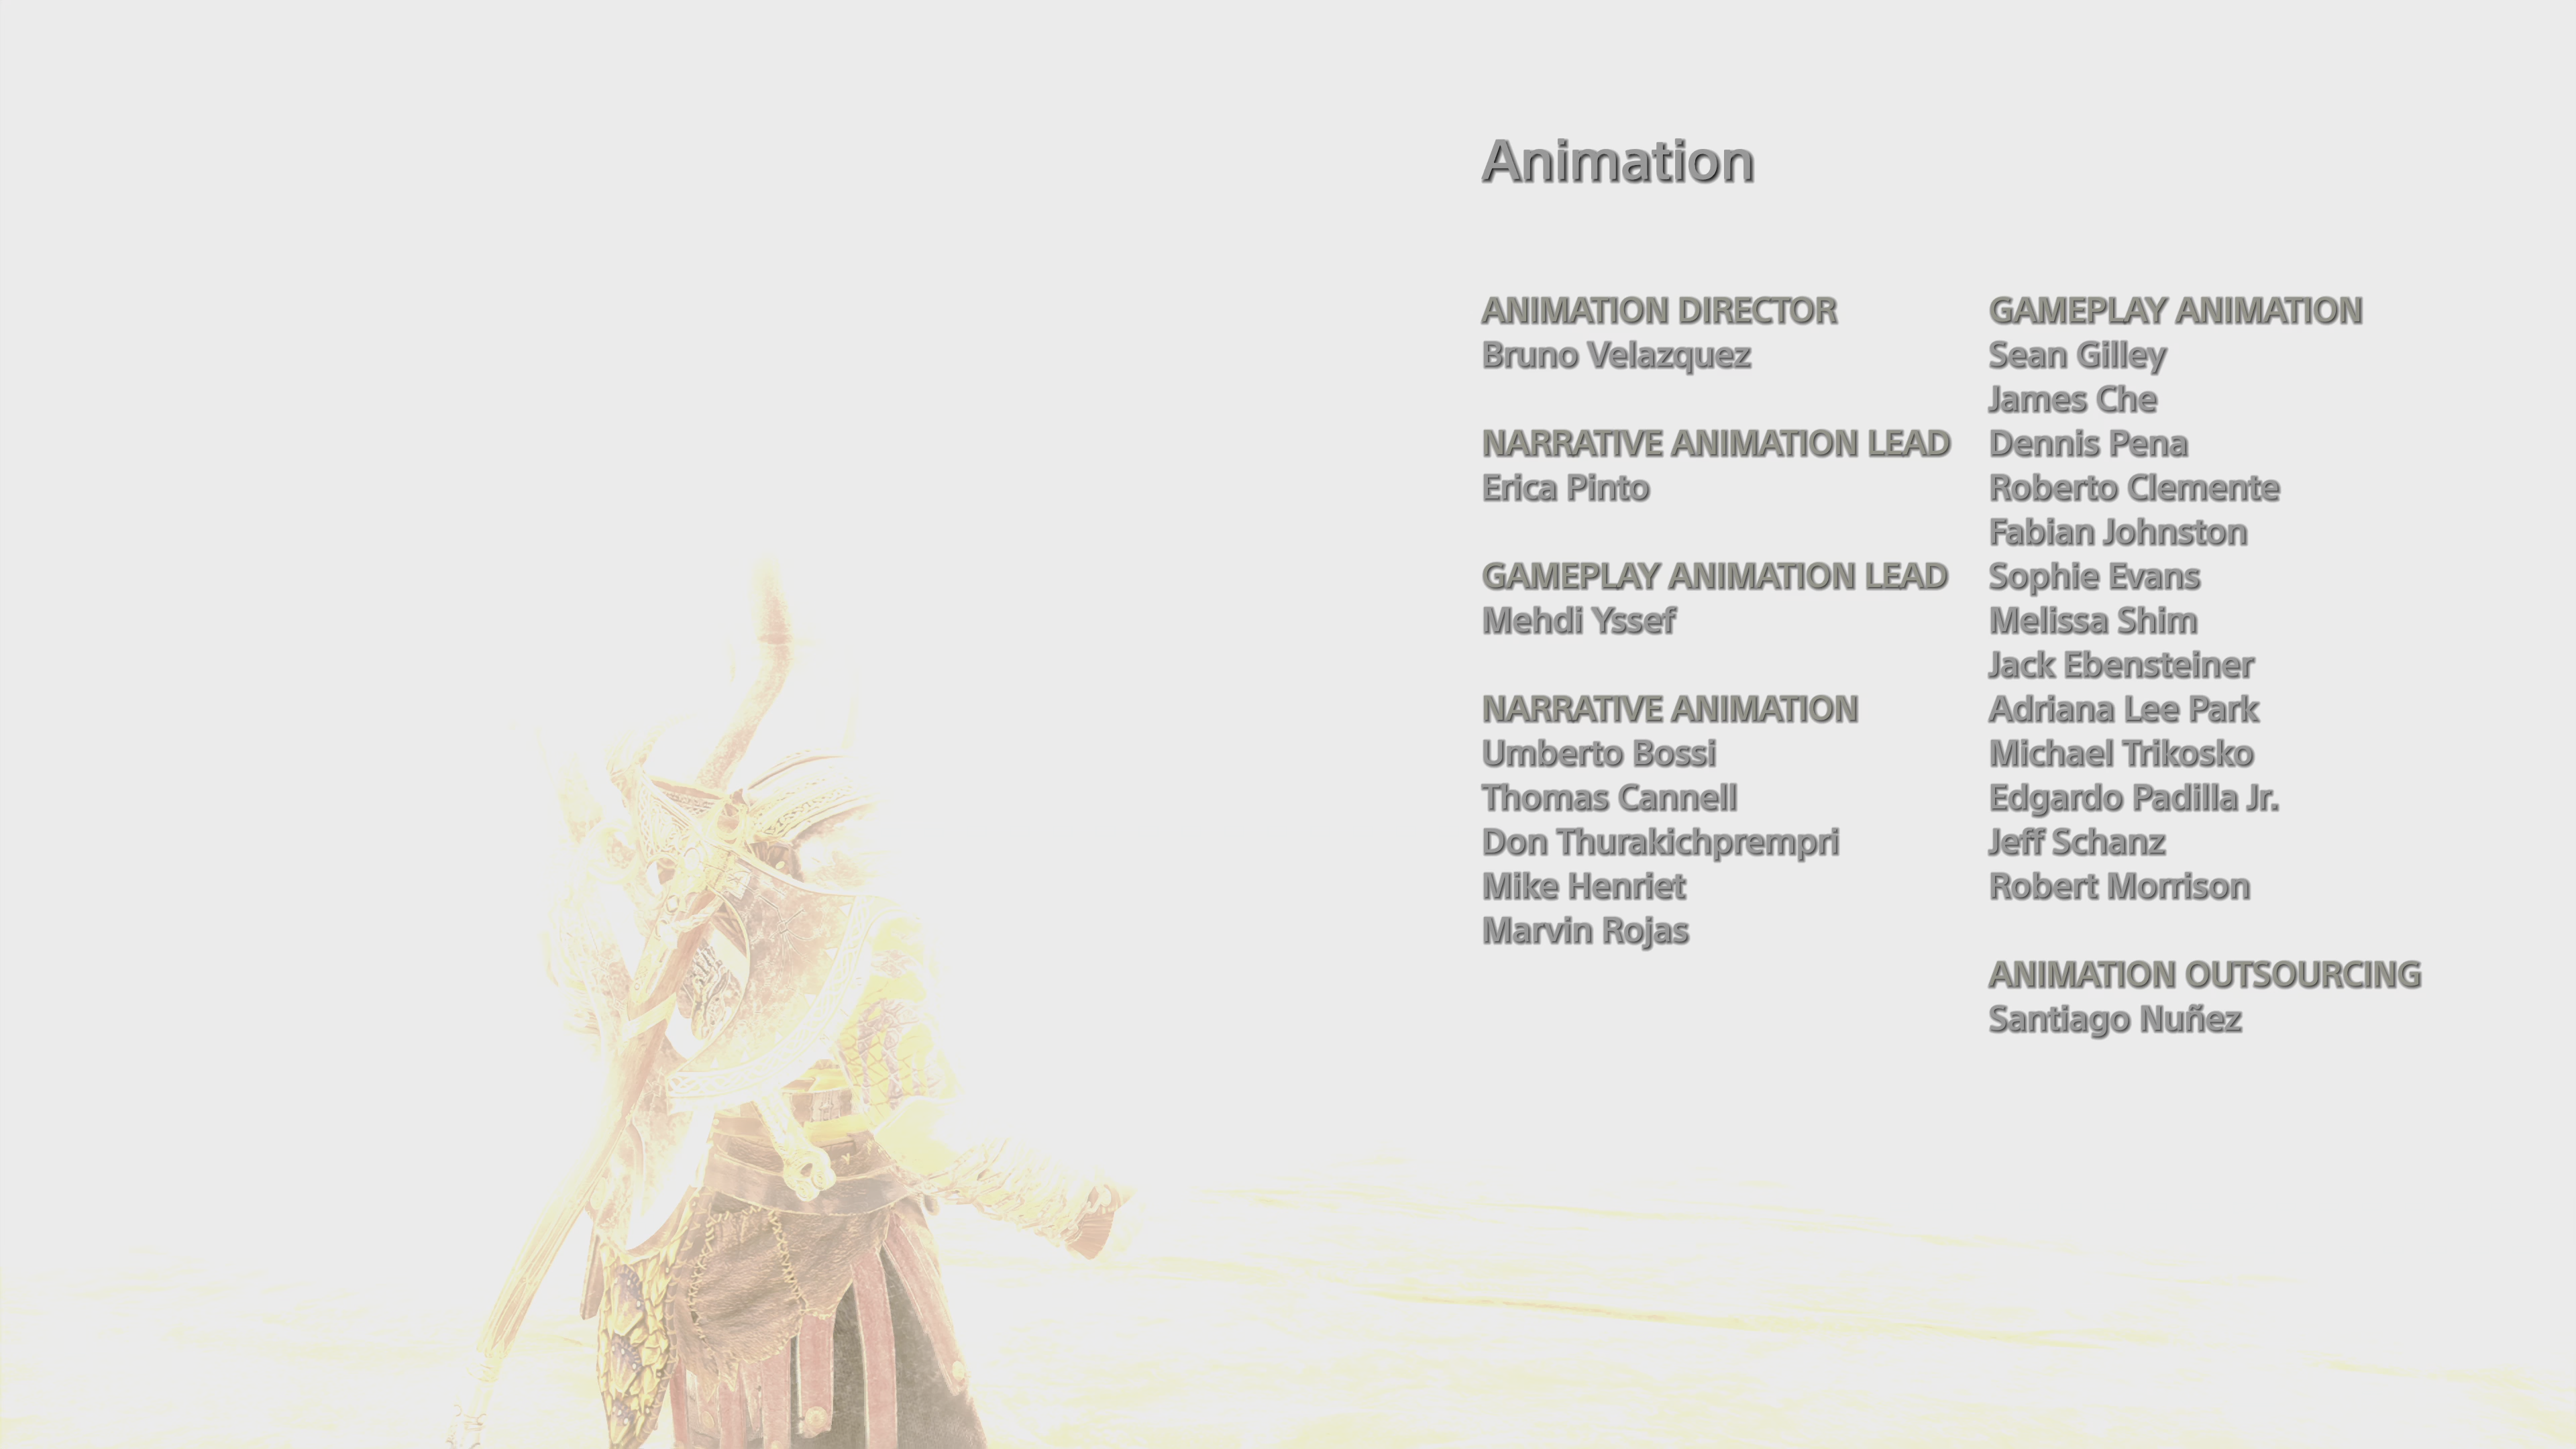 Animation
ANIMATION DIRECTOR
Bruno Velazquez
NARRATIVE ANIMATION LEAD
Erica Pinto
GAMEPLAY ANIMATION LEAD
Mehdi Yssef
NARRATIVE ANIMATION
Umberto Bossi
Thomas Cannell
Don Thurakichprempri
Mike Henriet
Marvin Rojas
GAMEPLAY ANIMATION
Sean Gilley
James Che
Dennis Pena
Roberto Clemente
Fabian Johnston
Sophie Evans
Melissa Shim
Jack Ebensteiner
Adriana Lee Park
Michael Trikosko
Edgardo Padilla Jr.
Jeff Schanz
Robert Morrison
ANIMATION OUTSOURCING
Santiago Nuñez